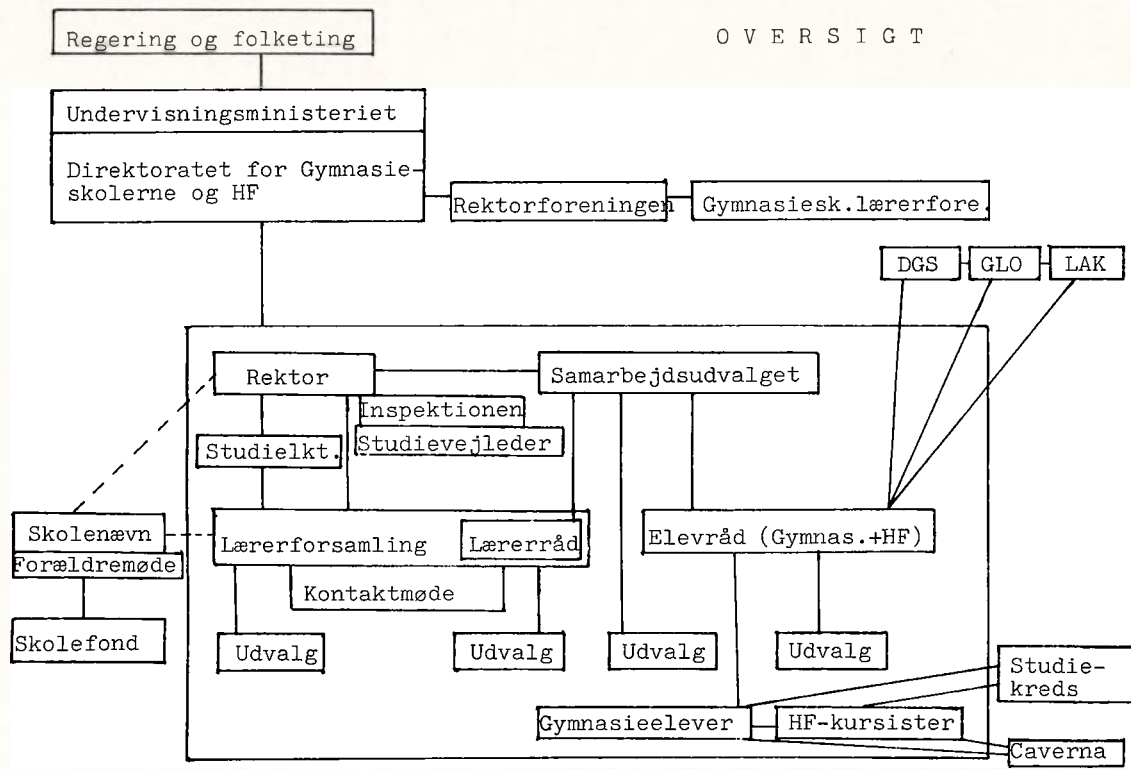 O V E R S I G T
Regering og folketing
Undervisningsministeriet
Direktoratet for Gymnasie-
skolerne og HF
Rektorforeningen
Gymnasiesk.lærerfore.
DGS
GLO
LAK
Rektor
Samarbejdsudvalget
Inspektionen
Studievejleder
Studielkt.
Skolenævn
Forældremøde
Skolefond
Lærerforsamling
Lærerråd
Elevråd (Gymnas.+HF)
Kontaktmøde
Udvalg
Udvalg
Udvalg
Udvalg
Studie-
kreds
Gymnasieelever
HF-kursister
Caverna